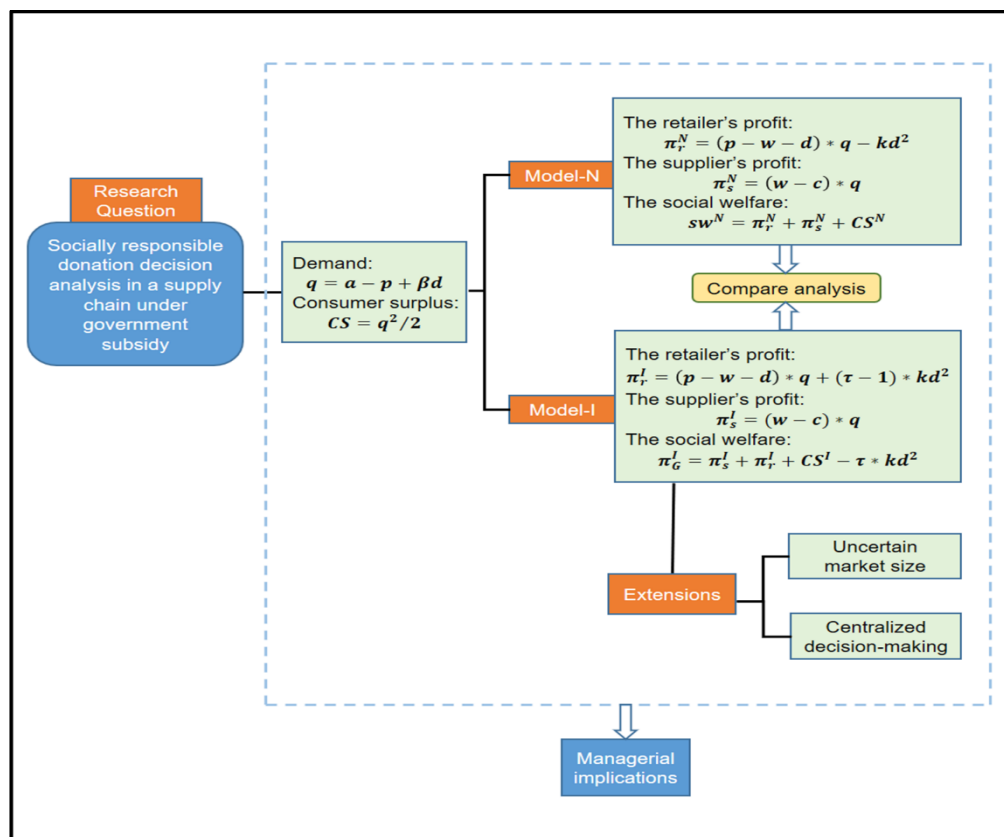 Research
Question
Socially responsible
donation decision
analysis in a supply
chain under
government
subsidy
Demand:
q = a − p + βd
Consumer surplus:
CS = q²/2
Model-N
The retailer's profit:
π_r^N = (p − w − d) * q − kd²
The supplier's profit:
π_s^N = (w − c) * q
The social welfare:
sw^N = π_r^N + π_s^N + CS^N
Compare analysis
Model-I
The retailer's profit:
π_r^I = (p − w − d) * q + (τ − 1) * kd²
The supplier's profit:
π_s^I = (w − c) * q
The social welfare:
π_G^I = π_s^I + π_r^I + CS^I − τ * kd²
Extensions
Uncertain
market size
Centralized
decision-making
Managerial
implications